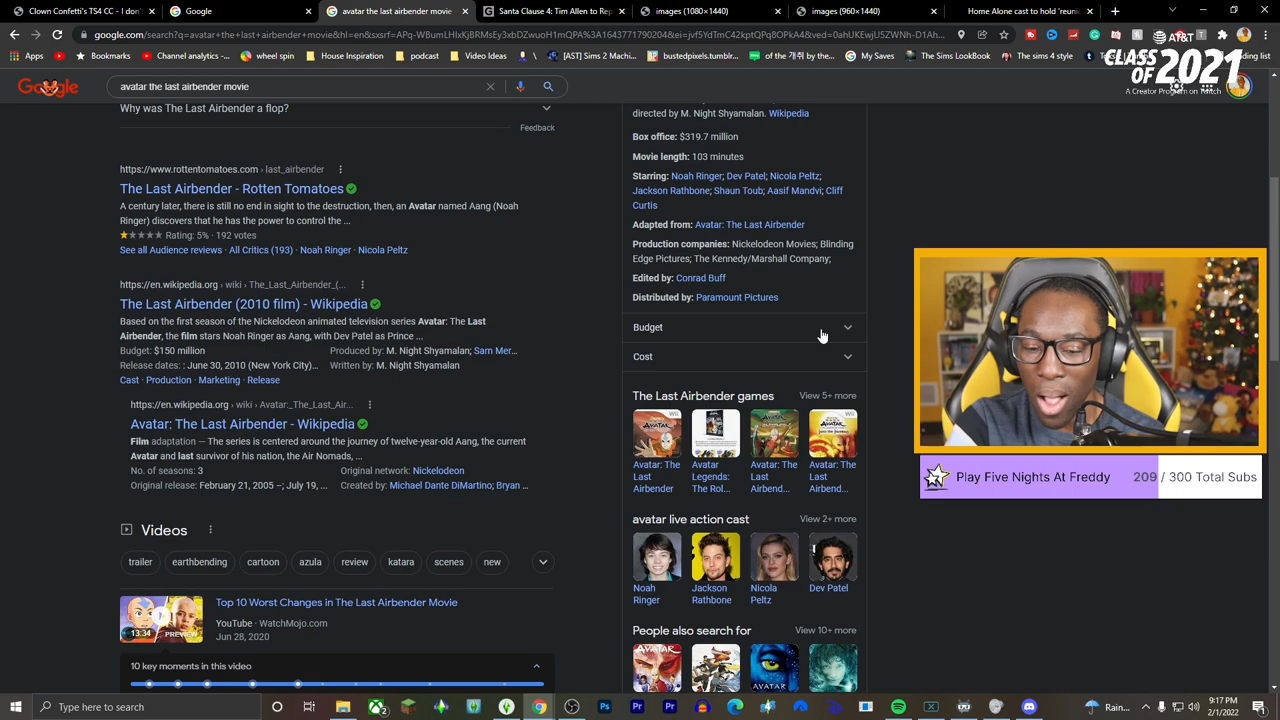 Clown Confetti's TS4 CC - I don't
Google
avatar the last airbender movie
Santa Clause 4: Tim Allen to Rep
images (1080×1440)
images (960×1440)
Home Alone cast to hold 'reuni
google.com/search?q=avatar+the+last+airbender+movie
Apps
Bookmarks
wheel spin
House Inspiration
podcast
Video Ideas
[AS] Sims 2 Machi
bustedpixels.tumblr...
of the 개규 by the...
My Saves
The Sims Look Book
AT&T
CLASS
OF 2021
A Creator Program on Twitch
Google
avatar the last airbender movie
Why was The Last Airbender a flop?
Feedback
https://www.rottentomatoes.com › last_airbender
The Last Airbender - Rotten Tomatoes
A century later, there is still no end in sight to the destruction, then, an Avatar named Aang (Noah
Ringer) discovers that he has the power to control the ...
Rating: 5% · 192 votes
See all Audience reviews · All Critics (193) · Noah Ringer · Nicola Peltz
https://en.wikipedia.org › wiki › The_Last_Airbender_(...
The Last Airbender (2010 film) - Wikipedia
Based on the first season of the Nickelodeon animated television series Avatar: The Last
Airbender, the film stars Noah Ringer as Aang, with Dev Patel as Prince ...
Budget: $150 million
Produced by: M. Night Shyamalan; Sam Mer...
Release dates: : June 30, 2010 (New York City)...
Written by: M. Night Shyamalan
Cast · Production · Marketing · Release
https://en.wikipedia.org › wiki › Avatar:_The_Last_Air...
Avatar: The Last Airbender - Wikipedia
Film adaptation — The series is centered around the journey of twelve-year-old Aang, the current
Avatar and last survivor of his nation, the Air Nomads, ...
No. of seasons: 3
Original network: Nickelodeon
Original release: February 21, 2005 –; July 19, ...
Created by: Michael Dante DiMartino; Bryan ...
Videos
trailer
earthbending
cartoon
azula
review
katara
scenes
new
13:34
PREVIEW
Top 10 Worst Changes in The Last Airbender Movie
YouTube · WatchMojo.com
Jun 28, 2020
10 key moments in this video
directed by M. Night Shyamalan. Wikipedia
Box office: $319.7 million
Movie length: 103 minutes
Starring: Noah Ringer; Dev Patel; Nicola Peltz;
Jackson Rathbone; Shaun Toub; Aasif Mandvi; Cliff
Curtis
Adapted from: Avatar: The Last Airbender
Production companies: Nickelodeon Movies; Blinding
Edge Pictures; The Kennedy/Marshall Company;
Edited by: Conrad Buff
Distributed by: Paramount Pictures
Budget
Cost
The Last Airbender games
View 5+ more
Avatar: The Last Airbender
Avatar Legends: The Rol...
Avatar: The Last Airbend...
Avatar: The Last Airbend...
avatar live action cast
View 2+ more
Noah Ringer
Jackson Rathbone
Nicola Peltz
Dev Patel
People also search for
View 10+ more
Play Five Nights At Freddy
209 / 300 Total Subs
Type here to search
Rain...
9:17 PM
2/1/2022